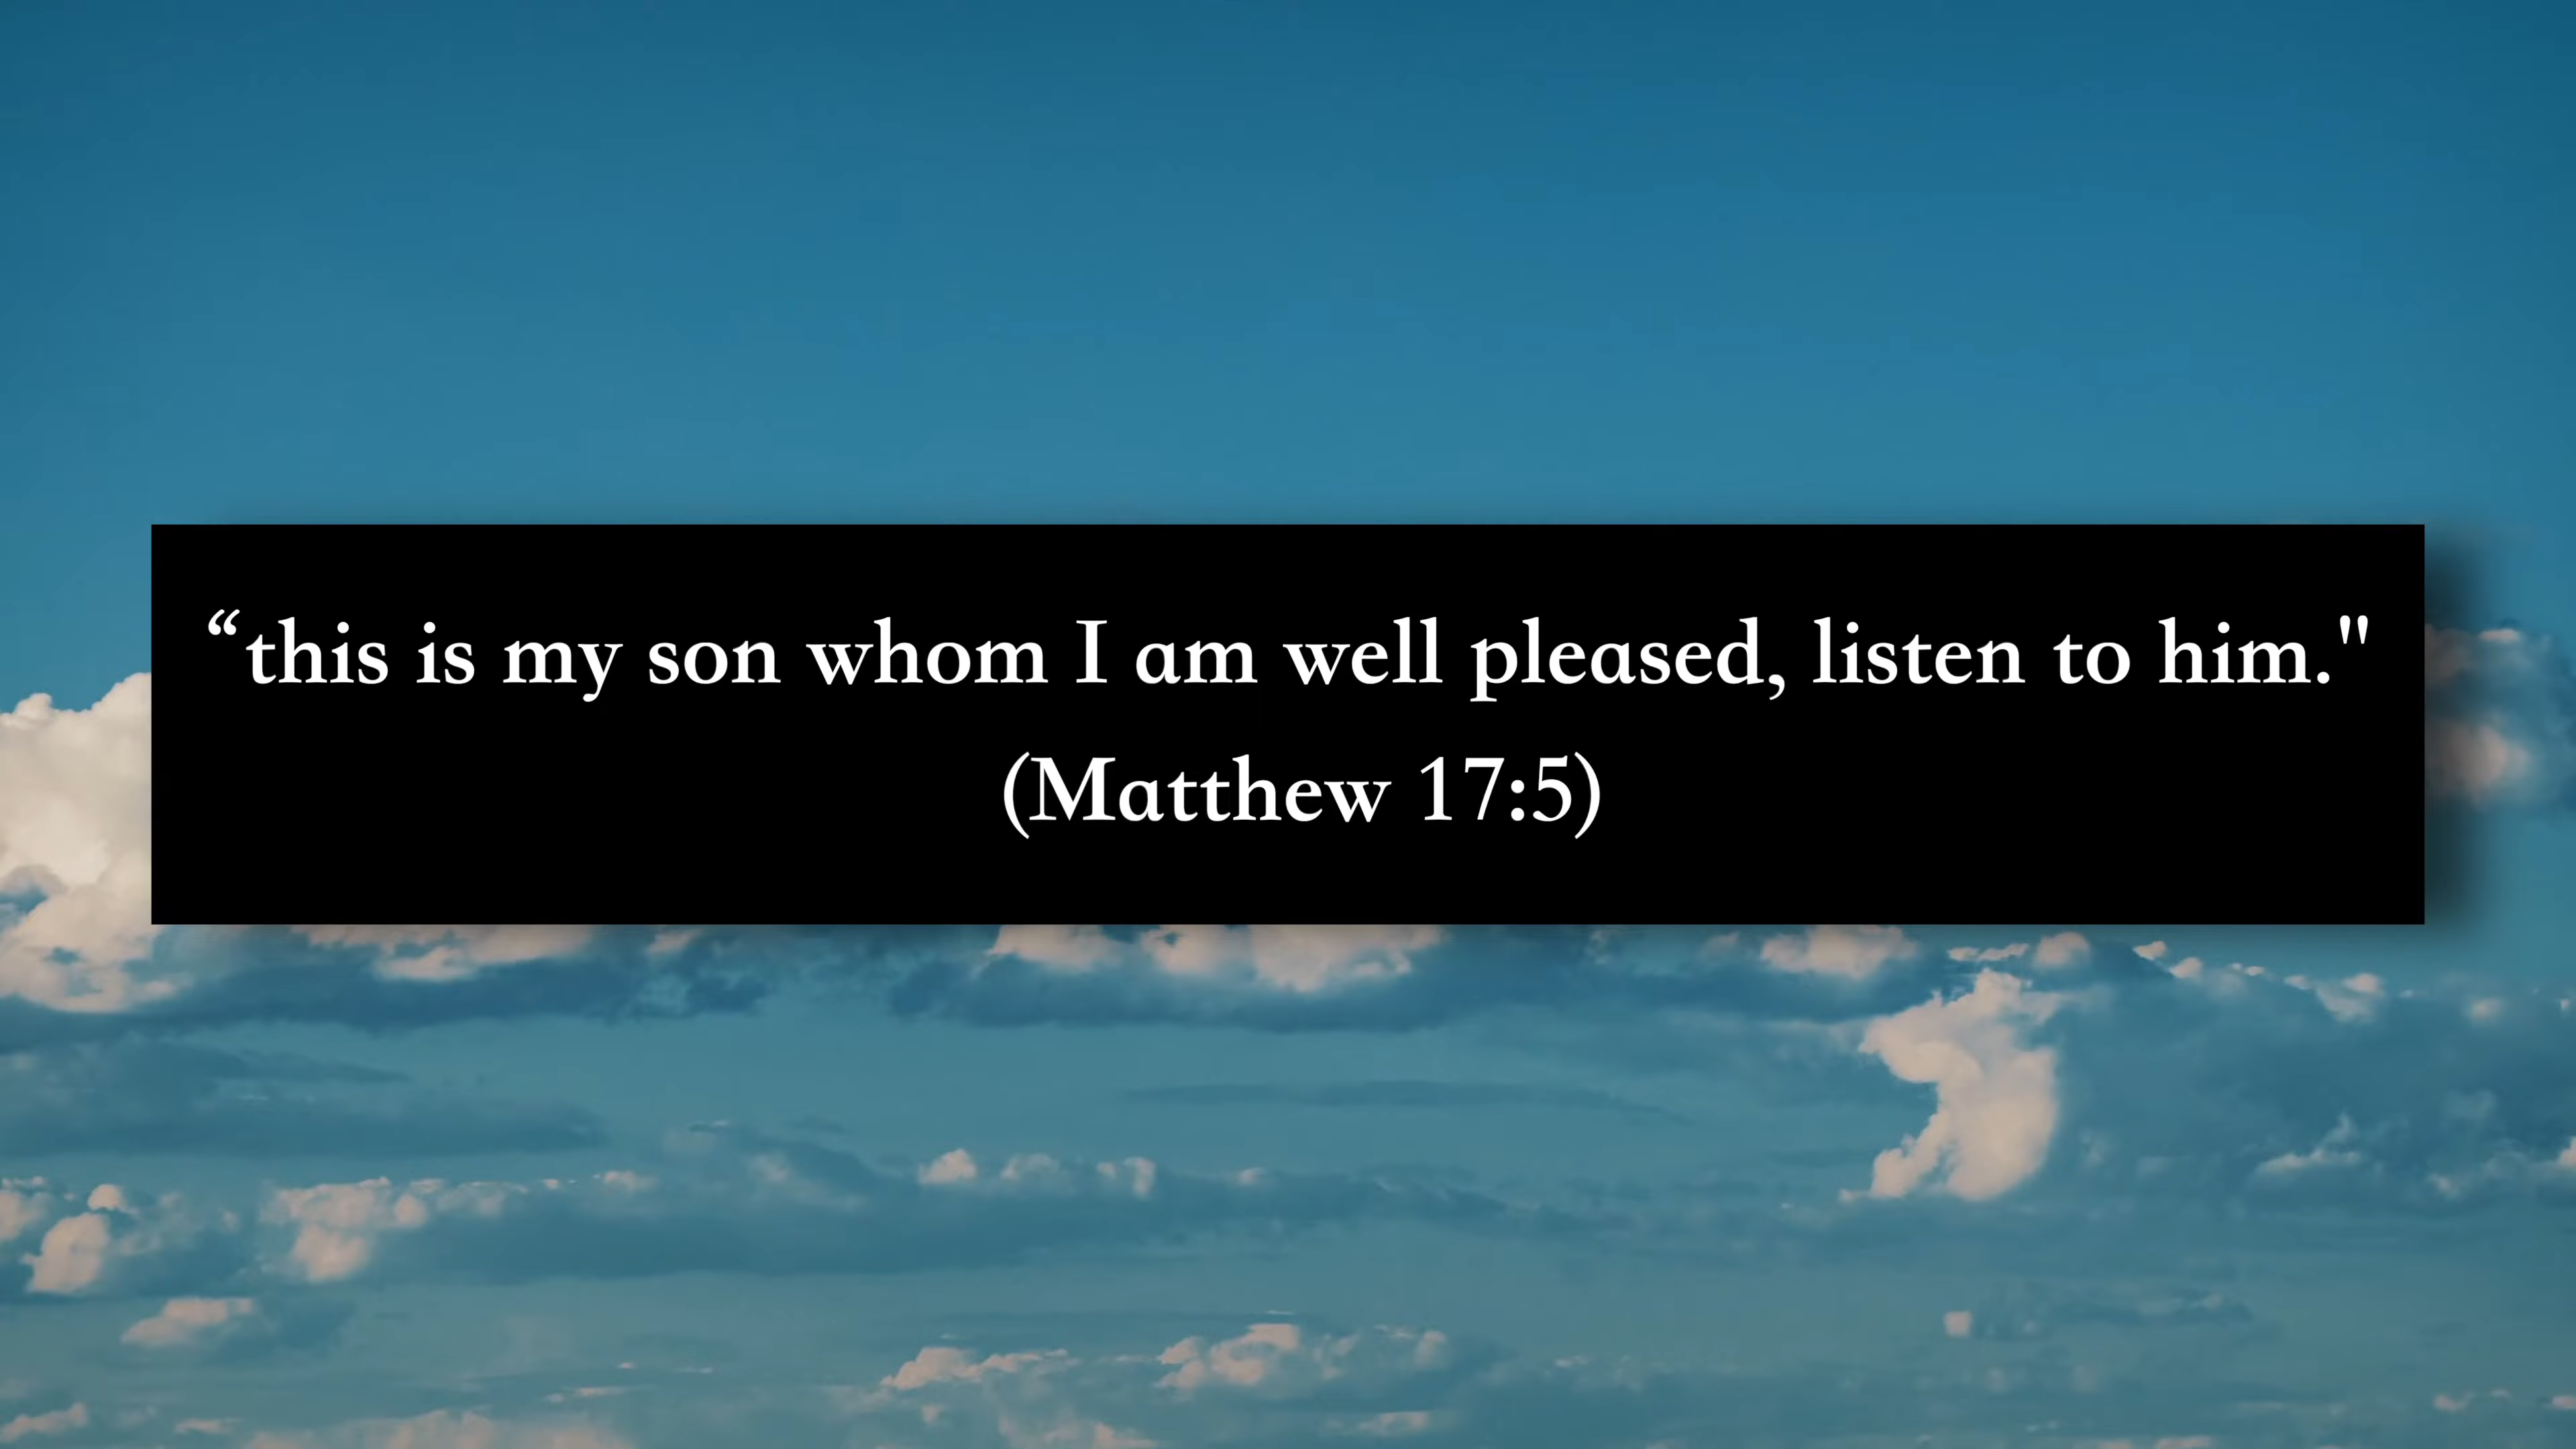 “this is my son whom I am well pleased, listen to him."
(Matthew 17:5)